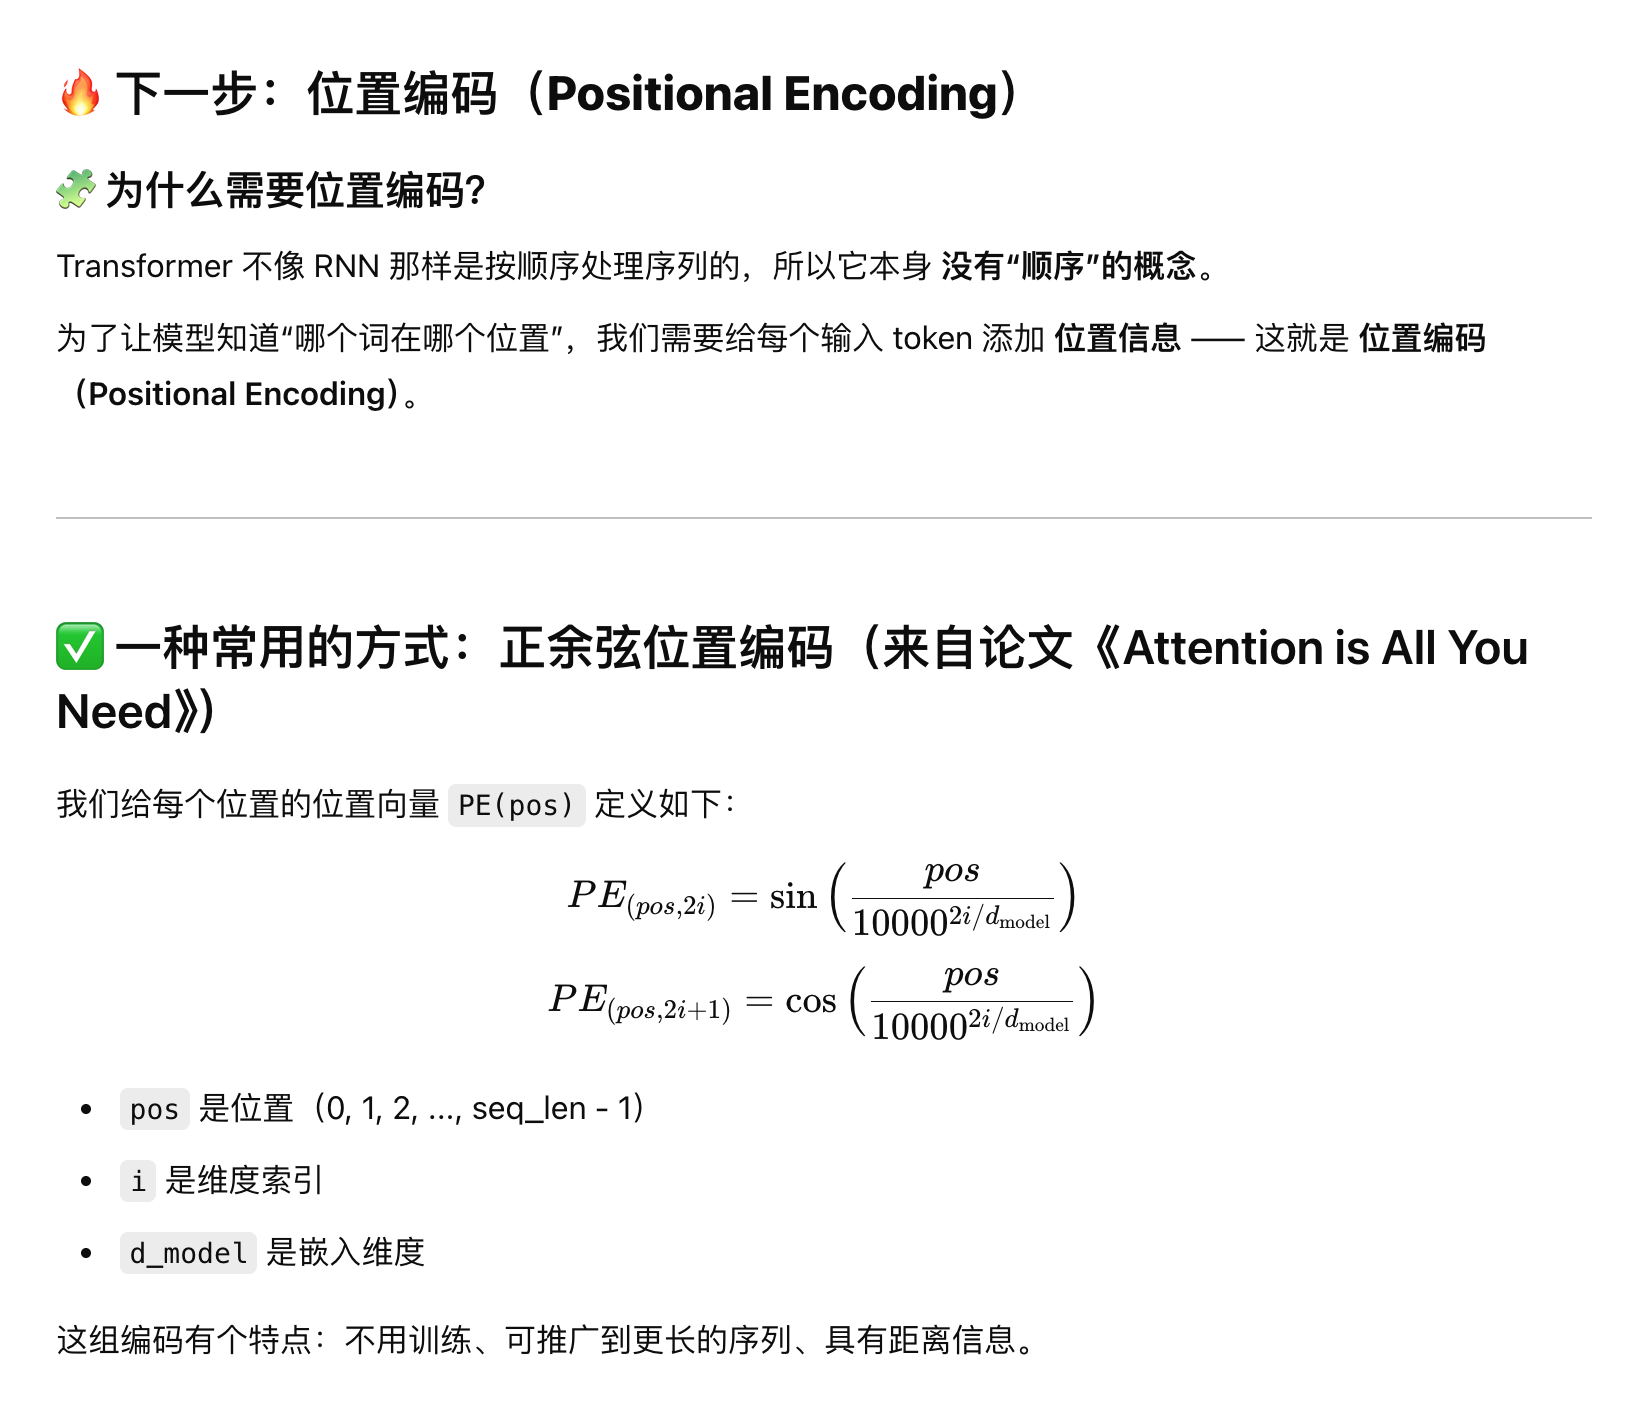 🔥 下一步：位置编码（Positional Encoding）
🧩 为什么需要位置编码？
Transformer 不像 RNN 那样是按顺序处理序列的，所以它本身 没有“顺序”的概念。
为了让模型知道“哪个词在哪个位置”，我们需要给每个输入 token 添加 位置信息 —— 这就是 位置编码
（Positional Encoding）。
✅ 一种常用的方式：正余弦位置编码（来自论文《Attention is All You
Need》）
我们给每个位置的位置向量 PE(pos) 定义如下：
$PE_{(pos,2i)} = \sin\left(\frac{pos}{10000^{2i/d_{\text{model}}}}\right)$
$PE_{(pos,2i+1)} = \cos\left(\frac{pos}{10000^{2i/d_{\text{model}}}}\right)$
• pos 是位置（0, 1, 2, ..., seq_len - 1）
• i 是维度索引
• d_model 是嵌入维度
这组编码有个特点：不用训练、可推广到更长的序列、具有距离信息。